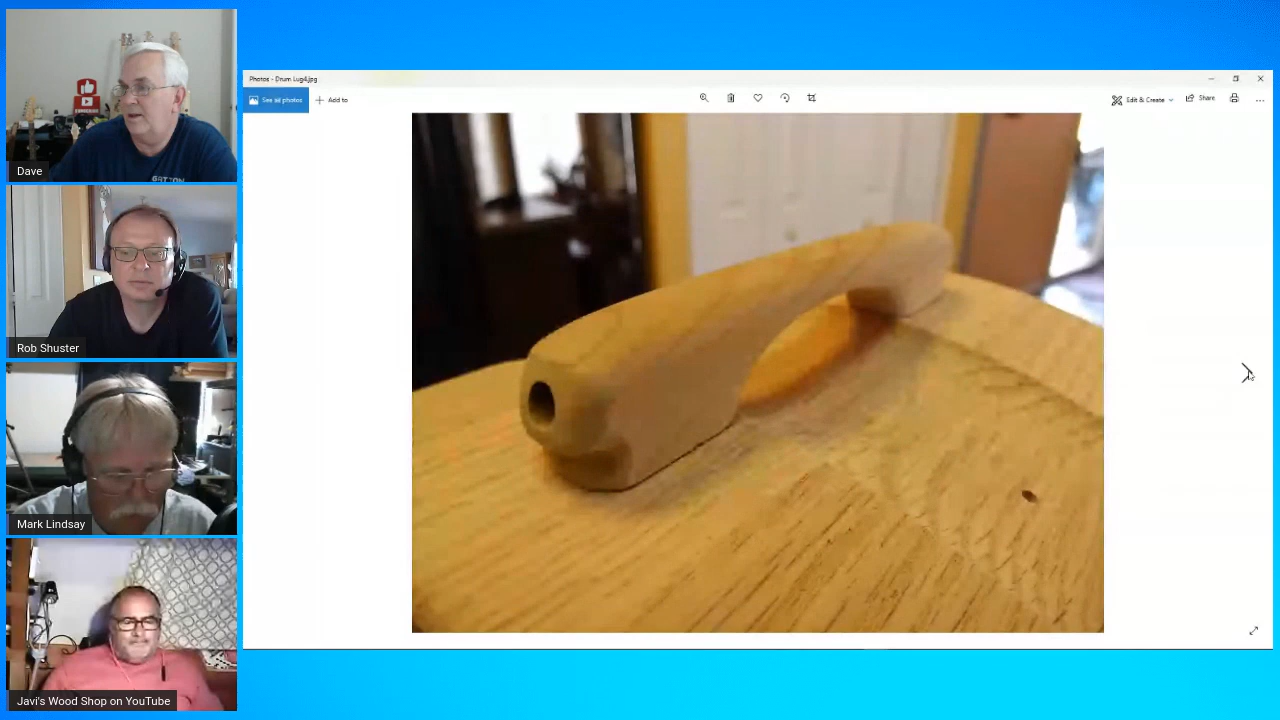 Dave
GATTON
Rob Shuster
Mark Lindsay
Javi's Wood Shop on YouTube
Photos - Drum Lug4.jpg
See all photos
Add to
Edit & Create
Share